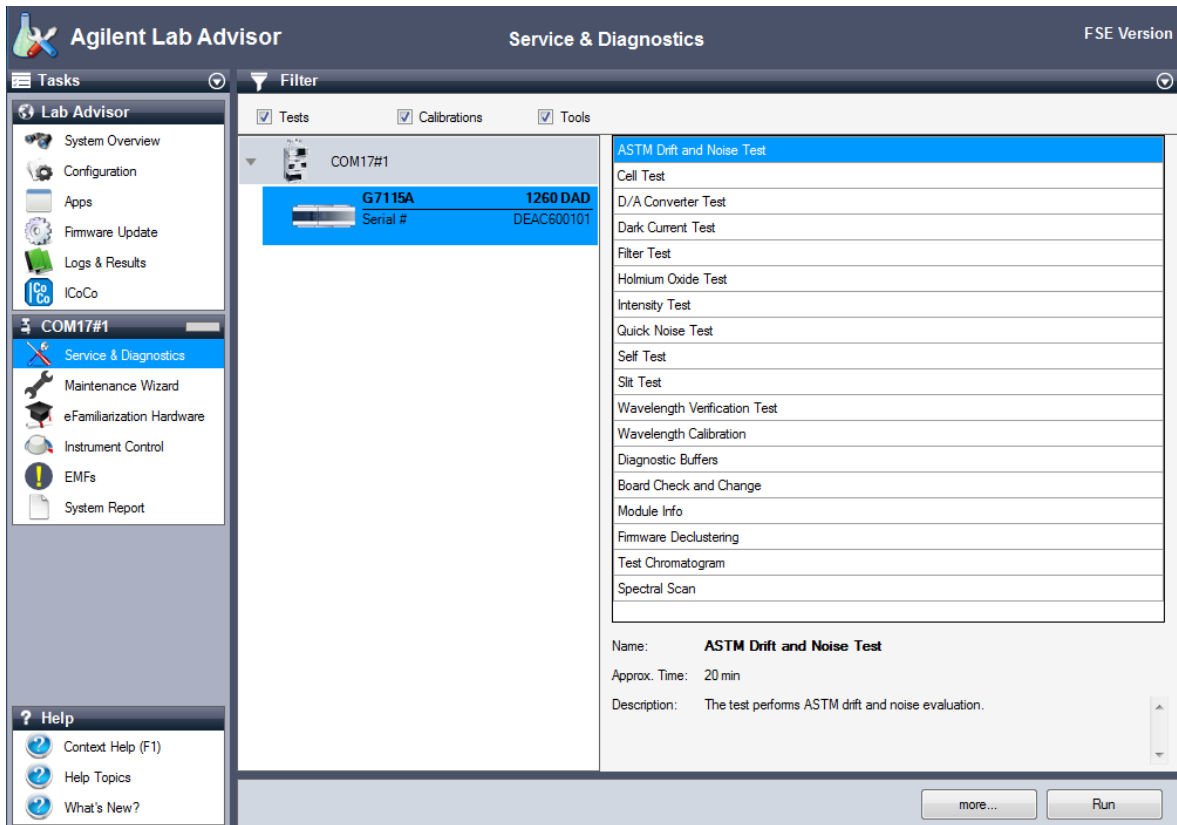 Agilent Lab Advisor
Service & Diagnostics
FSE Version
Tasks
Filter
Lab Advisor
System Overview
Configuration
Apps
Firmware Update
Logs & Results
ICoCo
COM17#1
Service & Diagnostics
Maintenance Wizard
eFamiliarization Hardware
Instrument Control
EMFs
System Report
? Help
Context Help (F1)
Help Topics
What's New?
Tests Calibrations Tools
COM17#1
G7115A 1260 DAD
Serial # DEAC600101
ASTM Drift and Noise Test
Cell Test
D/A Converter Test
Dark Current Test
Filter Test
Holmium Oxide Test
Intensity Test
Quick Noise Test
Self Test
Slit Test
Wavelength Verification Test
Wavelength Calibration
Diagnostic Buffers
Board Check and Change
Module Info
Firmware Declustering
Test Chromatogram
Spectral Scan
Name: ASTM Drift and Noise Test
Approx. Time: 20 min
Description: The test performs ASTM drift and noise evaluation.
more... Run